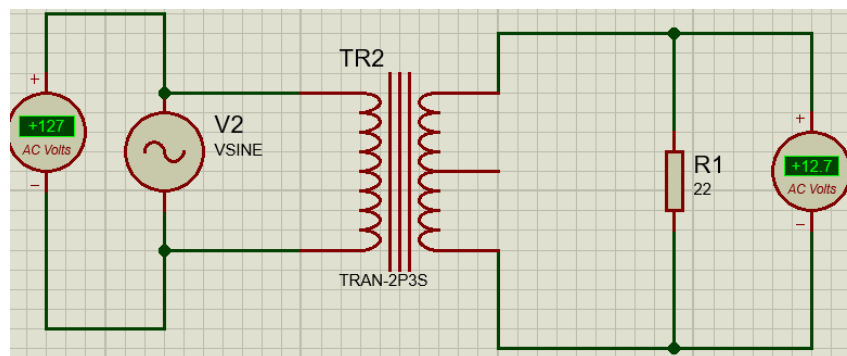 TR2
+
+127
AC Volts
−
V2
VSINE
TRAN-2P3S
R1
22
+
+12.7
AC Volts
−